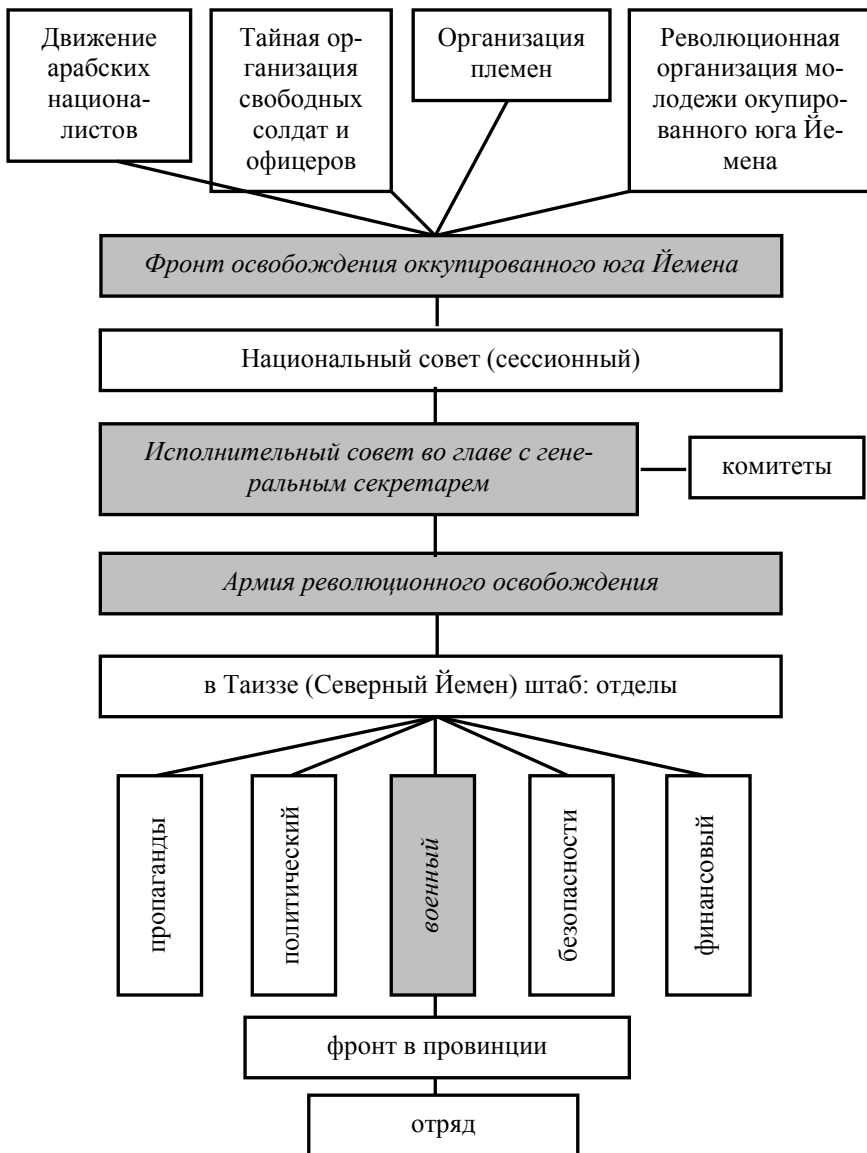 Движение
арабских
национа-
листов
Тайная ор-
ганизация
свободных
солдат и
офицеров
Организация
племен
Революционная
организация мо-
лодежи окупиро-
ванного юга Йе-
мена
Фронт освобождения оккупированного юга Йемена
Национальный совет (сессионный)
Исполнительный совет во главе с гене-
ральным секретарем
комитеты
Армия революционного освобождения
в Таиззе (Северный Йемен) штаб: отделы
пропаганды
политический
военный
безопасности
финансовый
фронт в провинции
отряд